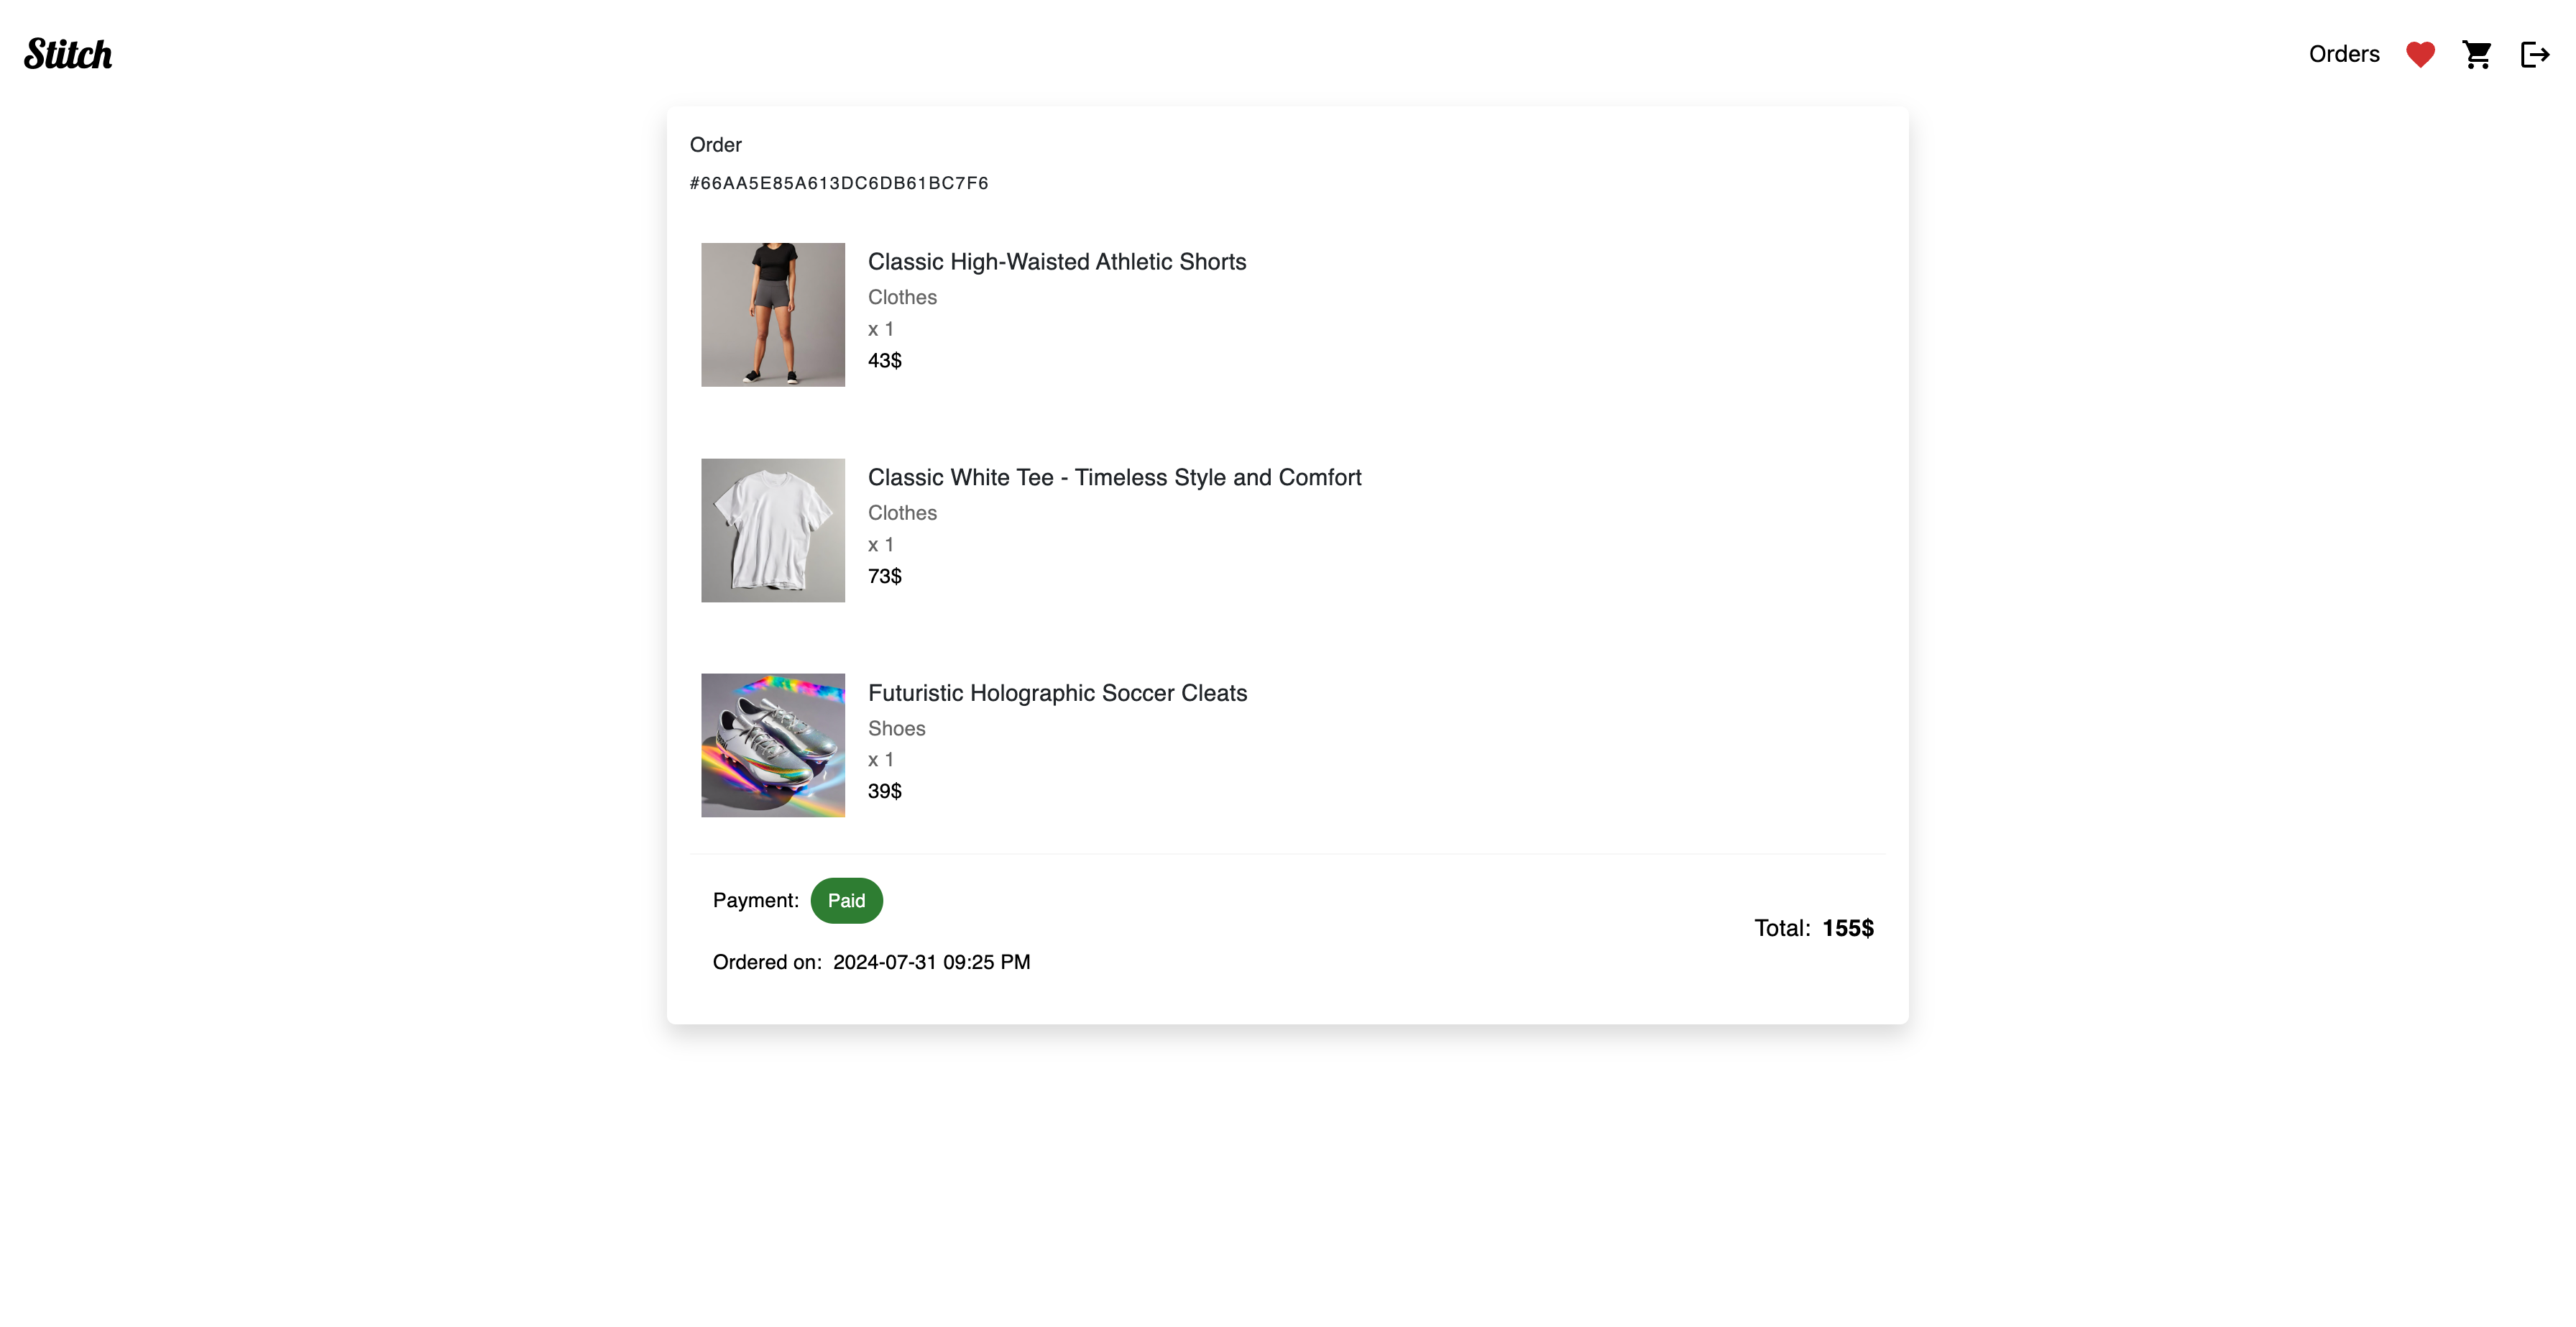 Stitch
Orders
Order
#66AA5E85A613DC6DB61BC7F6
Classic High-Waisted Athletic Shorts
Clothes
x 1
43$
Classic White Tee - Timeless Style and Comfort
Clothes
x 1
73$
Futuristic Holographic Soccer Cleats
Shoes
x 1
39$
Payment: Paid
Total: 155$
Ordered on: 2024-07-31 09:25 PM